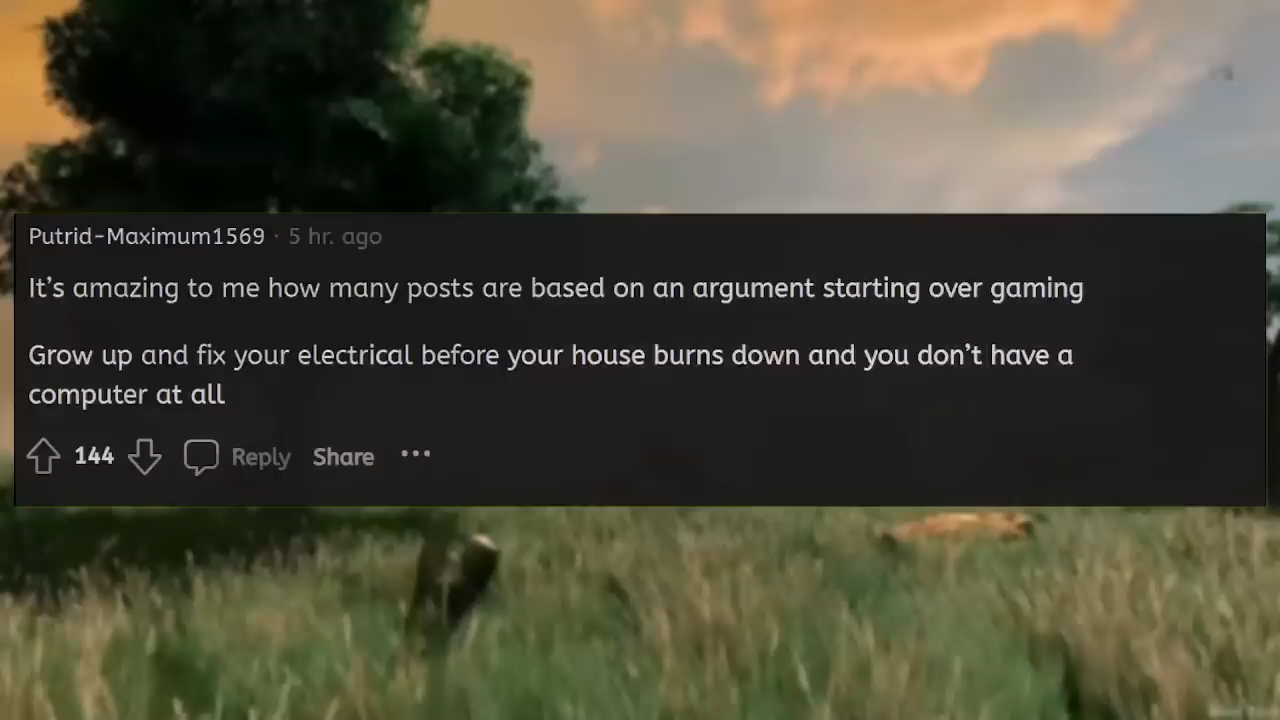 Putrid-Maximum1569 · 5 hr. ago
It’s amazing to me how many posts are based on an argument starting over gaming
Grow up and fix your electrical before your house burns down and you don’t have a
computer at all
144 Reply Share ···